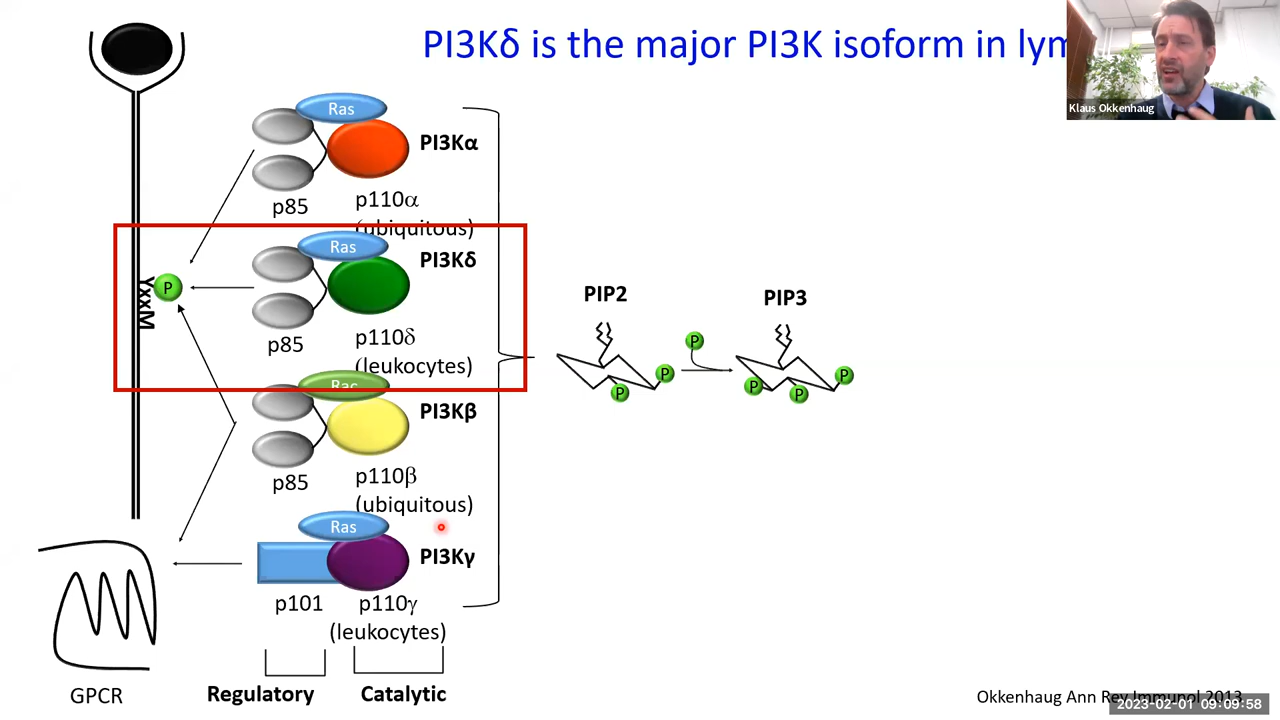 PI3Kδ is the major PI3K isoform in lym
Klaus Okkenhaug
Ras
PI3Kα
p85
p110α
(ubiquitous)
Ras
PI3Kδ
P
YxxM
p85
p110δ
(leukocytes)
PIP2
PIP3
P
P
P
P
P
P
Rac
PI3Kβ
p85
p110β
(ubiquitous)
Ras
PI3Kγ
p101
p110γ
(leukocytes)
GPCR
Regulatory
Catalytic
Okkenhaug Ann Rev Immunol 2013
2023-02-01 09:09:58